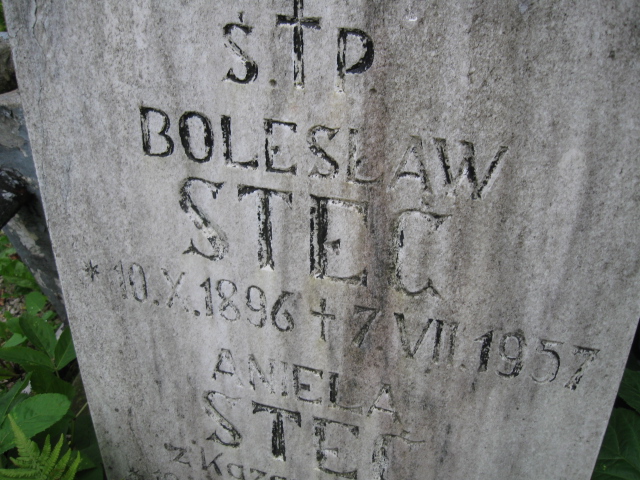 Ś † P
BOLESŁAW
STEC
* 10.X.1896 † 7 VII.1957
ANIELA
STEC